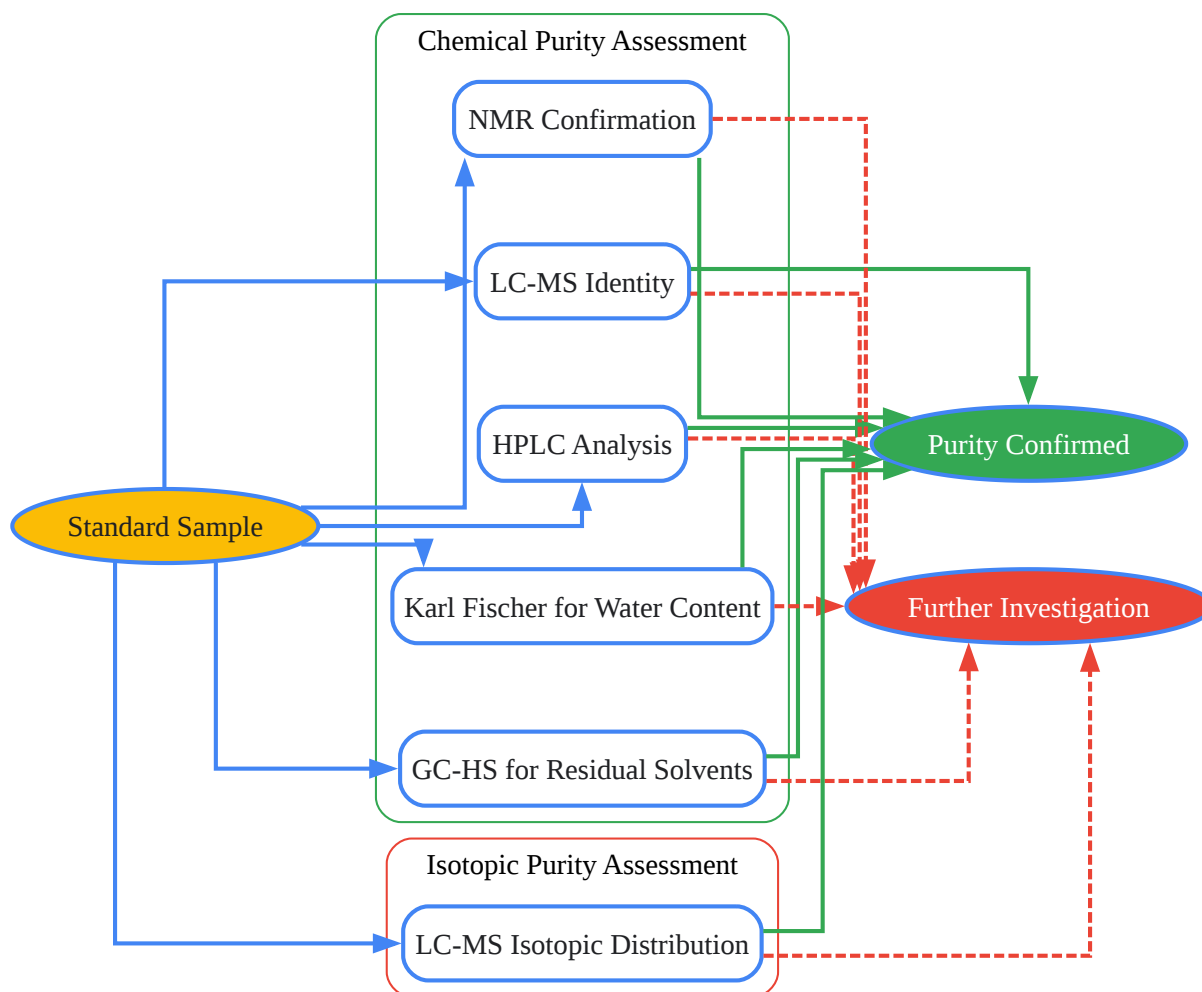 Chemical Purity Assessment
NMR Confirmation
LC-MS Identity
HPLC Analysis
Purity Confirmed
Standard Sample
Karl Fischer for Water Content
Further Investigation
GC-HS for Residual Solvents
Isotopic Purity Assessment
LC-MS Isotopic Distribution